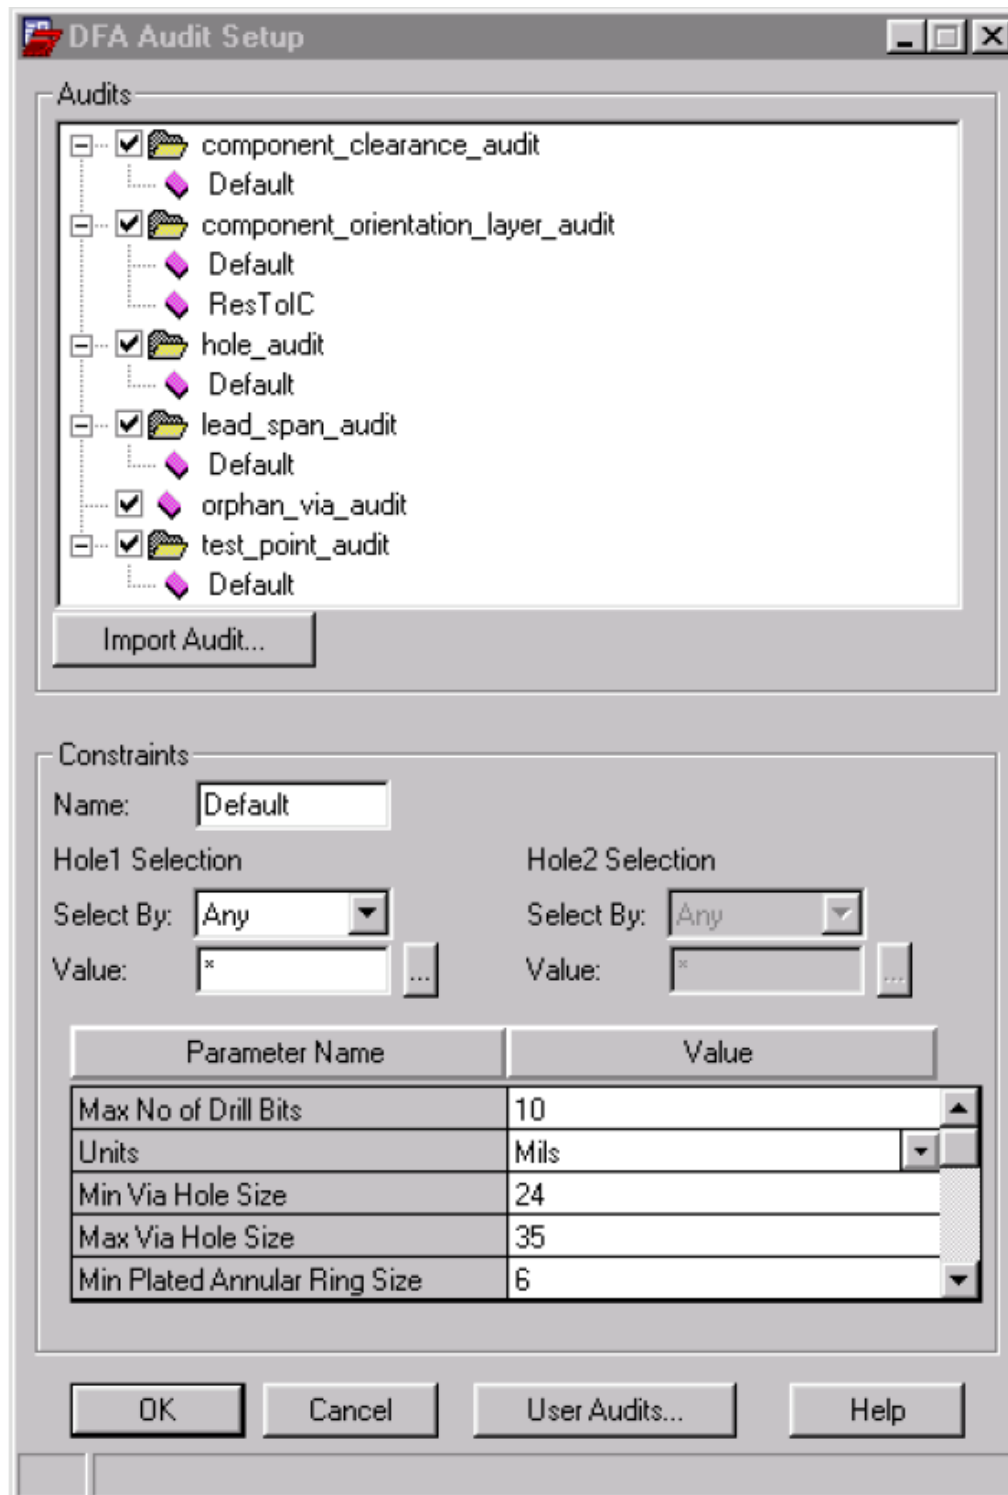 DFA Audit Setup
Audits
component_clearance_audit
Default
component_orientation_layer_audit
Default
ResToIC
hole_audit
Default
lead_span_audit
Default
orphan_via_audit
test_point_audit
Default
Import Audit...
Constraints
Name: Default
Hole1 Selection Hole2 Selection
Select By: Any Select By: Any
Value: * ... Value: * ...
Parameter Name Value
Max No of Drill Bits 10
Units Mils
Min Via Hole Size 24
Max Via Hole Size 35
Min Plated Annular Ring Size 6
OK Cancel User Audits... Help